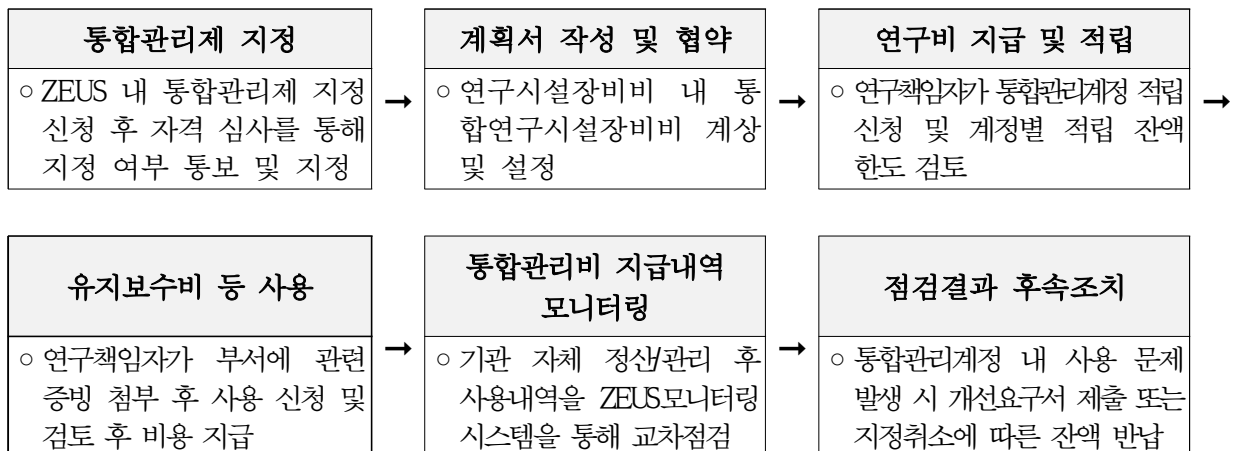 통합관리제 지정
○ ZEUS 내 통합관리제 지정
신청 후 자격 심사를 통해
지정 여부 통보 및 지정
➞
계획서 작성 및 협약
○ 연구시설장비비 내 통
합연구시설장비비 계상
및 설정
➞
연구비 지급 및 적립
○ 연구책임자가 통합관리계정 적립
신청 및 계정별 적립 잔액
한도 검토
➞
유지보수비 등 사용
○ 연구책임자가 부서에 관련
증빙 첨부 후 사용 신청 및
검토 후 비용 지급
➞
통합관리비 지급내역
모니터링
○ 기관 자체 정산/관리 후
사용내역을 ZEUS모니터링
시스템을 통해 교차점검
➞
점검결과 후속조치
○ 통합관리계정 내 사용 문제
발생 시 개선요구서 제출 또는
지정취소에 따른 잔액 반납